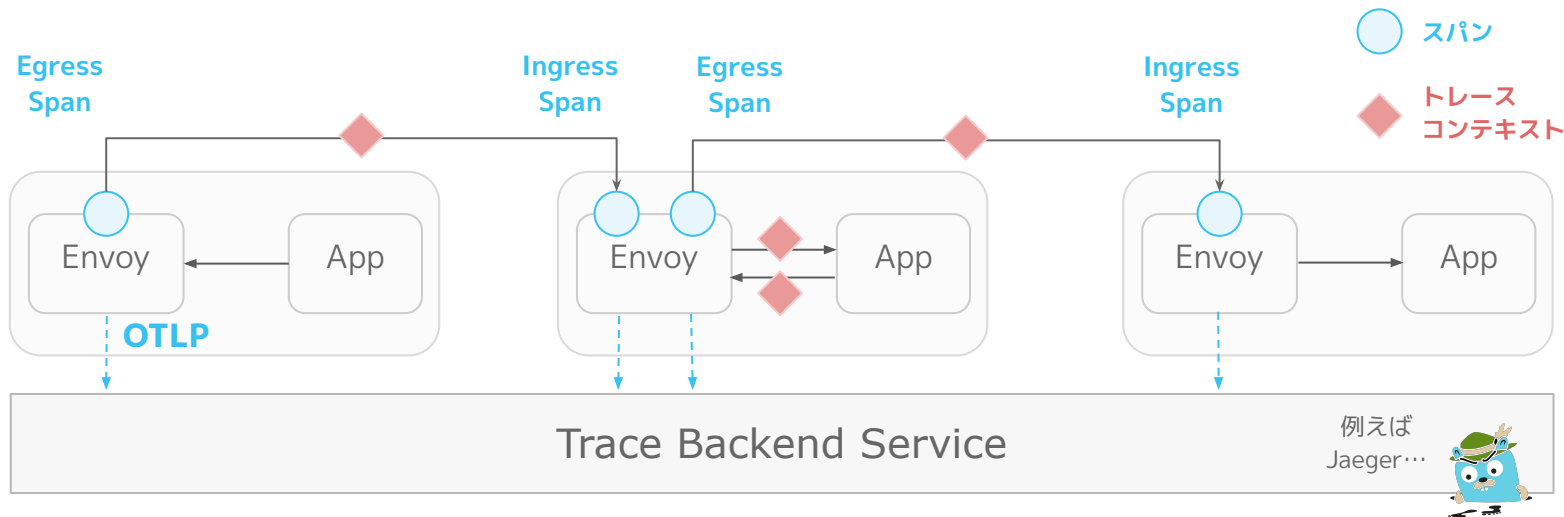 スパン
トレース
コンテキスト
Egress
Span
Ingress
Span
Egress
Span
Ingress
Span
Envoy
App
Envoy
App
Envoy
App
OTLP
Trace Backend Service
例えば
Jaeger…